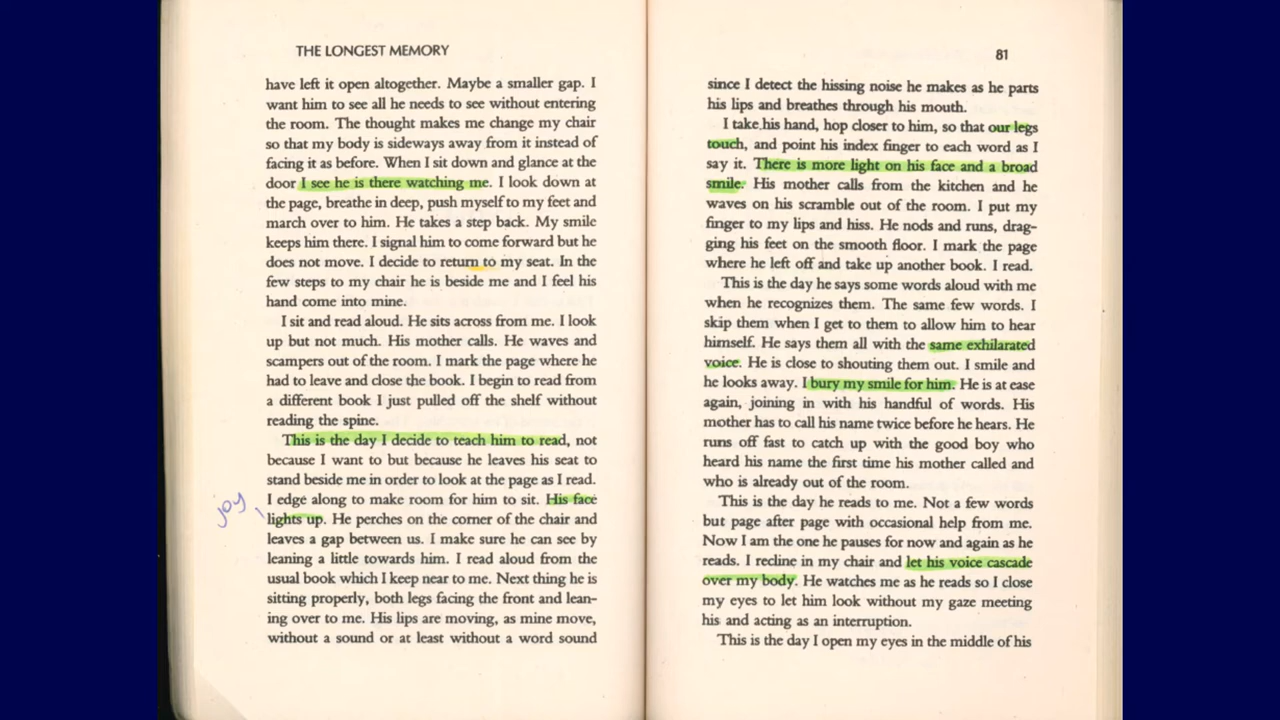 THE LONGEST MEMORY
have left it open altogether. Maybe a smaller gap. I
want him to see all he needs to see without entering
the room. The thought makes me change my chair
so that my body is sideways away from it instead of
facing it as before. When I sit down and glance at the
door I see he is there watching me. I look down at
the page, breathe in deep, push myself to my feet and
march over to him. He takes a step back. My smile
keeps him there. I signal him to come forward but he
does not move. I decide to return to my seat. In the
few steps to my chair he is beside me and I feel his
hand come into mine.
I sit and read aloud. He sits across from me. I look
up but not much. His mother calls. He waves and
scampers out of the room. I mark the page where he
had to leave and close the book. I begin to read from
a different book I just pulled off the shelf without
reading the spine.
This is the day I decide to teach him to read, not
because I want to but because he leaves his seat to
stand beside me in order to look at the page as I read.
I edge along to make room for him to sit. His face
joy
lights up. He perches on the corner of the chair and
leaves a gap between us. I make sure he can see by
leaning a little towards him. I read aloud from the
usual book which I keep near to me. Next thing he is
sitting properly, both legs facing the front and lean-
ing over to me. His lips are moving, as mine move,
without a sound or at least without a word sound
81
since I detect the hissing noise he makes as he parts
his lips and breathes through his mouth.
I take his hand, hop closer to him, so that our legs
touch, and point his index finger to each word as I
say it. There is more light on his face and a broad
smile. His mother calls from the kitchen and he
waves on his scramble out of the room. I put my
finger to my lips and hiss. He nods and runs, drag-
ging his feet on the smooth floor. I mark the page
where he left off and take up another book. I read.
This is the day he says some words aloud with me
when he recognizes them. The same few words. I
skip them when I get to them to allow him to hear
himself. He says them all with the same exhilarated
voice. He is close to shouting them out. I smile and
he looks away. I bury my smile for him. He is at ease
again, joining in with his handful of words. His
mother has to call his name twice before he hears. He
runs off fast to catch up with the good boy who
heard his name the first time his mother called and
who is already out of the room.
This is the day he reads to me. Not a few words
but page after page with occasional help from me.
Now I am the one he pauses for now and again as he
reads. I recline in my chair and let his voice cascade
over my body. He watches me as he reads so I close
my eyes to let him look without my gaze meeting
his and acting as an interruption.
This is the day I open my eyes in the middle of his